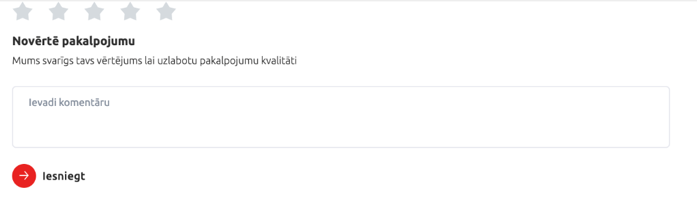 Novērtē pakalpojumu
Mums svarīgs tavs vērtējums lai uzlabotu pakalpojumu kvalitāti
Ievadi komentāru
Iesniegt